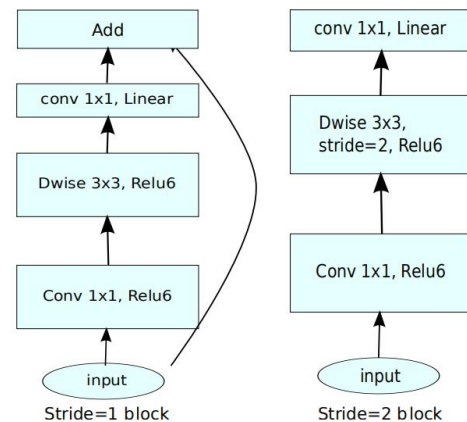 Add
conv 1x1, Linear
Dwise 3x3, Relu6
Conv 1x1, Relu6
input
Stride=1 block
conv 1x1, Linear
Dwise 3x3,
stride=2, Relu6
Conv 1x1, Relu6
input
Stride=2 block